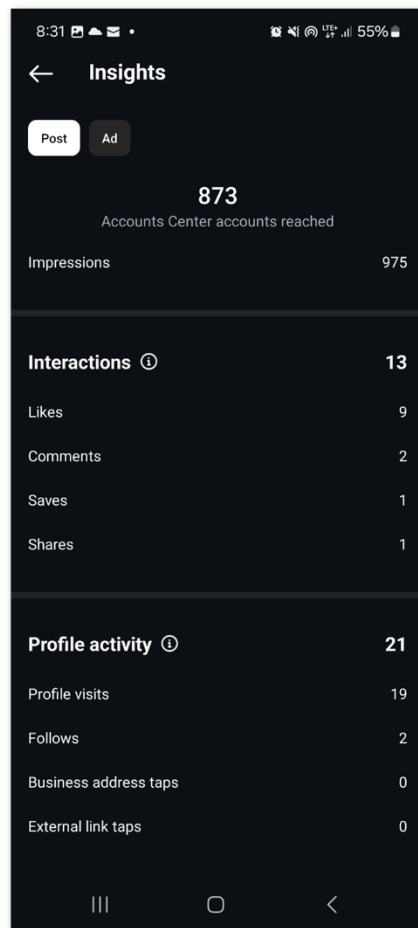 8:31
LTE+ 55%
Insights
Post Ad
873
Accounts Center accounts reached
Impressions 975
Interactions 13
Likes 9
Comments 2
Saves 1
Shares 1
Profile activity 21
Profile visits 19
Follows 2
Business address taps 0
External link taps 0